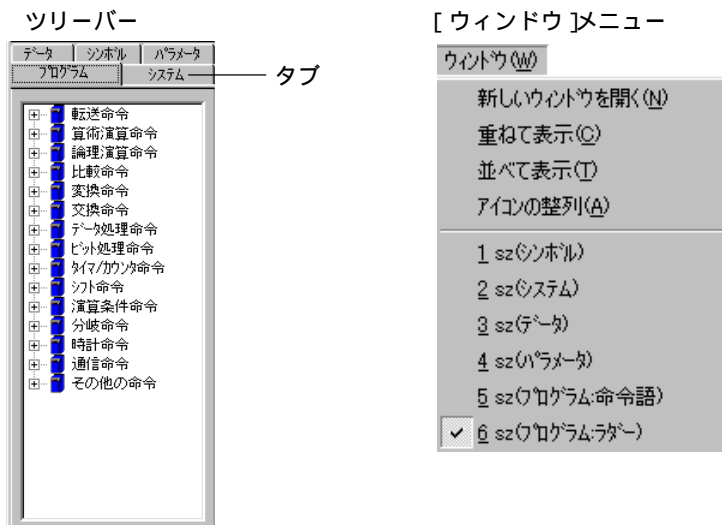 ツリーバー
データ シンボル パラメータ
プログラム システム
タブ
転送命令
算術演算命令
論理演算命令
比較命令
変換命令
交換命令
データ処理命令
ビット処理命令
タイマ/カウンタ命令
シフト命令
演算条件命令
分岐命令
時計命令
通信命令
その他の命令
[ウィンドウ]メニュー
ウィンドウ(W)
新しいウィンドウを開く(N)
重ねて表示(C)
並べて表示(T)
アイコンの整列(A)
1 sz(シンボル)
2 sz(システム)
3 sz(データ)
4 sz(パラメータ)
5 sz(プログラム:命令語)
6 sz(プログラム:ラダー)